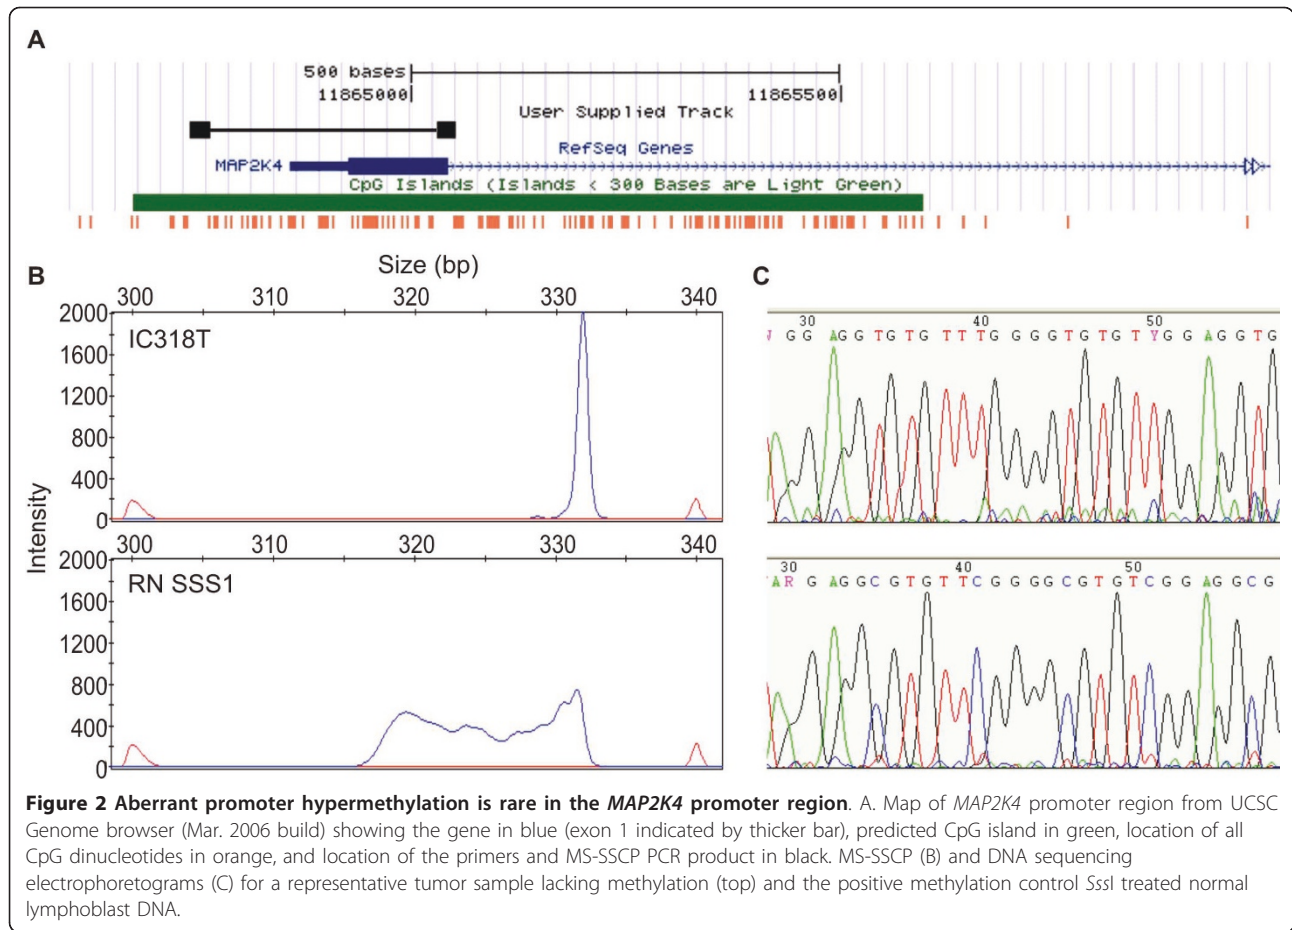 A
500 bases
11865000
11865500
User Supplied Track
RefSeq Genes
MAP2K4
CpG Islands (Islands < 300 Bases are Light Green)
B
Size (bp)
C
300 310 320 330 340
2000
1600
1200
800
400
0
IC318T
Intensity
300 310 320 330 340
2000
1600
1200
800
400
0
RN SSS1
30 40 50
G G A G G T G T G T T T G G G G T G T G T Y G G A G G T G
30 40 50
A R G A G G C G T G T T C G G G G C G T G T C G G A G G C G
Figure 2 Aberrant promoter hypermethylation is rare in the MAP2K4 promoter region. A. Map of MAP2K4 promoter region from UCSC
Genome browser (Mar. 2006 build) showing the gene in blue (exon 1 indicated by thicker bar), predicted CpG island in green, location of all
CpG dinucleotides in orange, and location of the primers and MS-SSCP PCR product in black. MS-SSCP (B) and DNA sequencing
electrophoretograms (C) for a representative tumor sample lacking methylation (top) and the positive methylation control SssI treated normal
lymphoblast DNA.